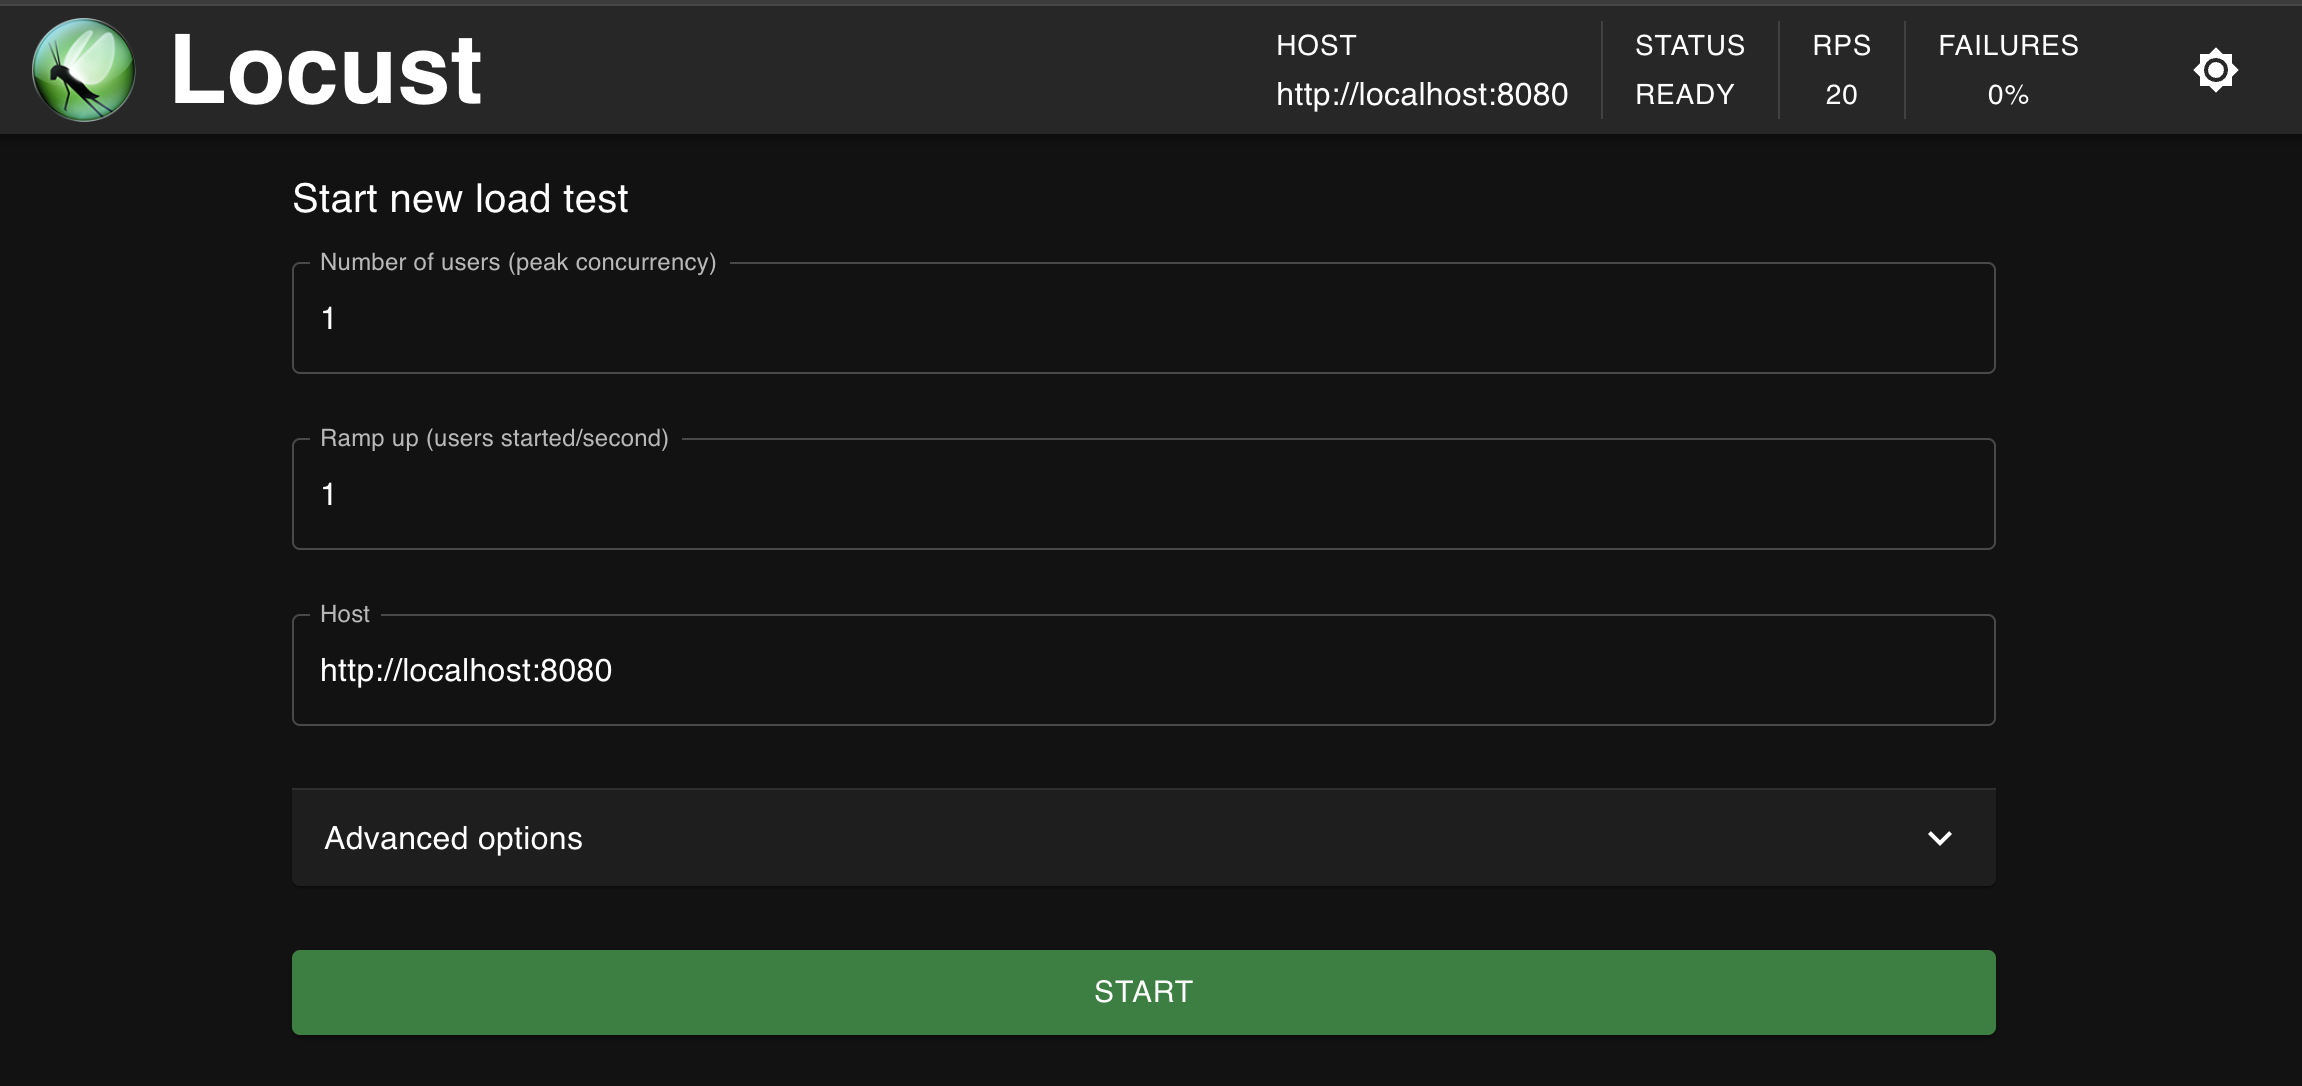 Locust
HOST
http://localhost:8080
STATUS
READY
RPS
20
FAILURES
0%
Start new load test
Number of users (peak concurrency)
1
Ramp up (users started/second)
1
Host
http://localhost:8080
Advanced options
START